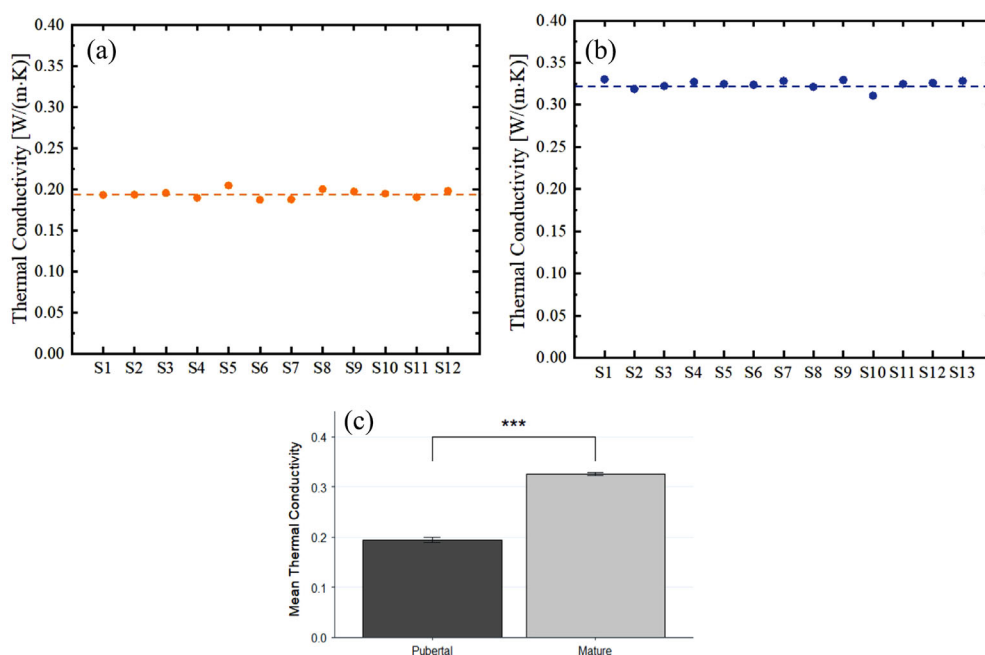 (a)
Thermal Conductivity [W/(m·K)]
0.40
0.35
0.30
0.25
0.20
0.15
0.10
0.05
0.00
S1 S2 S3 S4 S5 S6 S7 S8 S9 S10 S11 S12
(b)
Thermal Conductivity [W/(m·K)]
0.40
0.35
0.30
0.25
0.20
0.15
0.10
0.05
0.00
S1 S2 S3 S4 S5 S6 S7 S8 S9 S10 S11 S12 S13
(c)
***
Mean Thermal Conductivity
0.4
0.3
0.2
0.1
0.0
Pubertal Mature